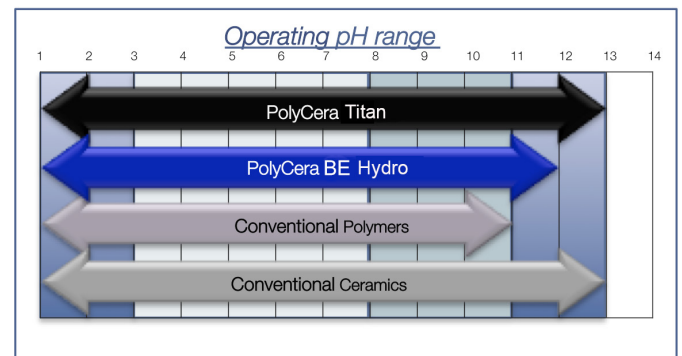 Operating pH range
1 2 3 4 5 6 7 8 9 10 11 12 13 14
PolyCera Titan
PolyCera BE Hydro
Conventional Polymers
Conventional Ceramics